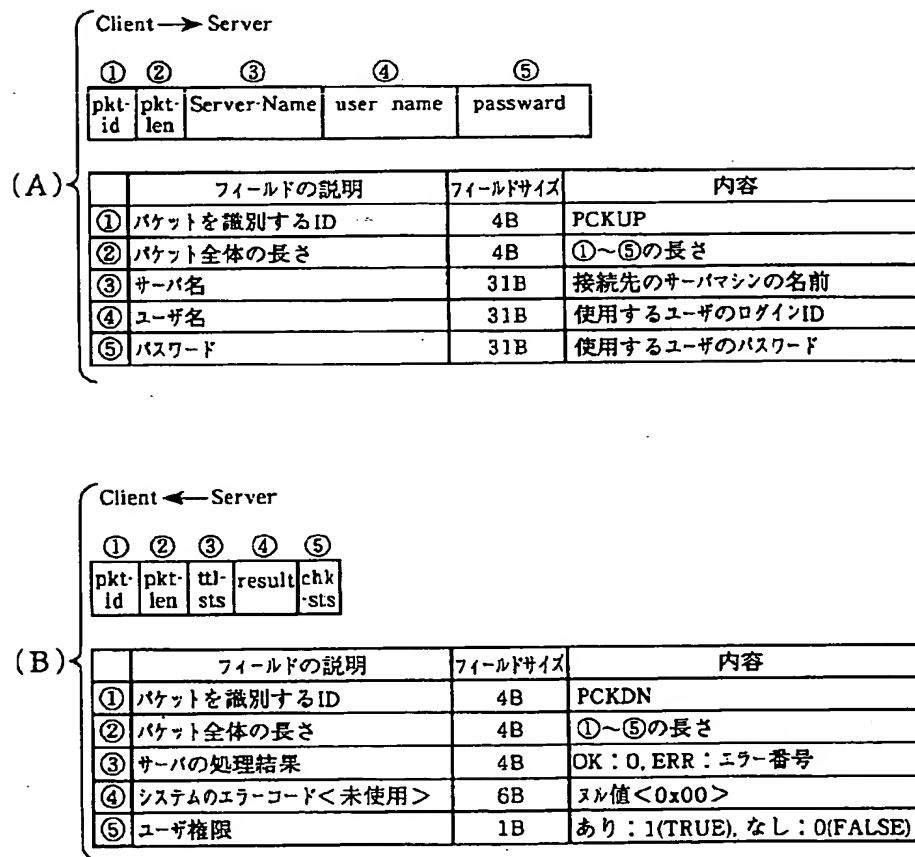 (A)
Client → Server
① ② ③ ④ ⑤
pkt-id pkt-len Server-Name user name passward
フィールドの説明 フィールドサイズ 内容
① パケットを識別するID 4B PCKUP
② パケット全体の長さ 4B ①～⑤の長さ
③ サーバ名 31B 接続先のサーバマシンの名前
④ ユーザ名 31B 使用するユーザのログインID
⑤ パスワード 31B 使用するユーザのパスワード
(B)
Client ← Server
① ② ③ ④ ⑤
pkt-id pkt-len ttl-sts result chk-sts
フィールドの説明 フィールドサイズ 内容
① パケットを識別するID 4B PCKDN
② パケット全体の長さ 4B ①～⑤の長さ
③ サーバの処理結果 4B OK：0, ERR：エラー番号
④ システムのエラーコード＜未使用＞ 6B ヌル値＜0x00＞
⑤ ユーザ権限 1B あり：1(TRUE), なし：0(FALSE)